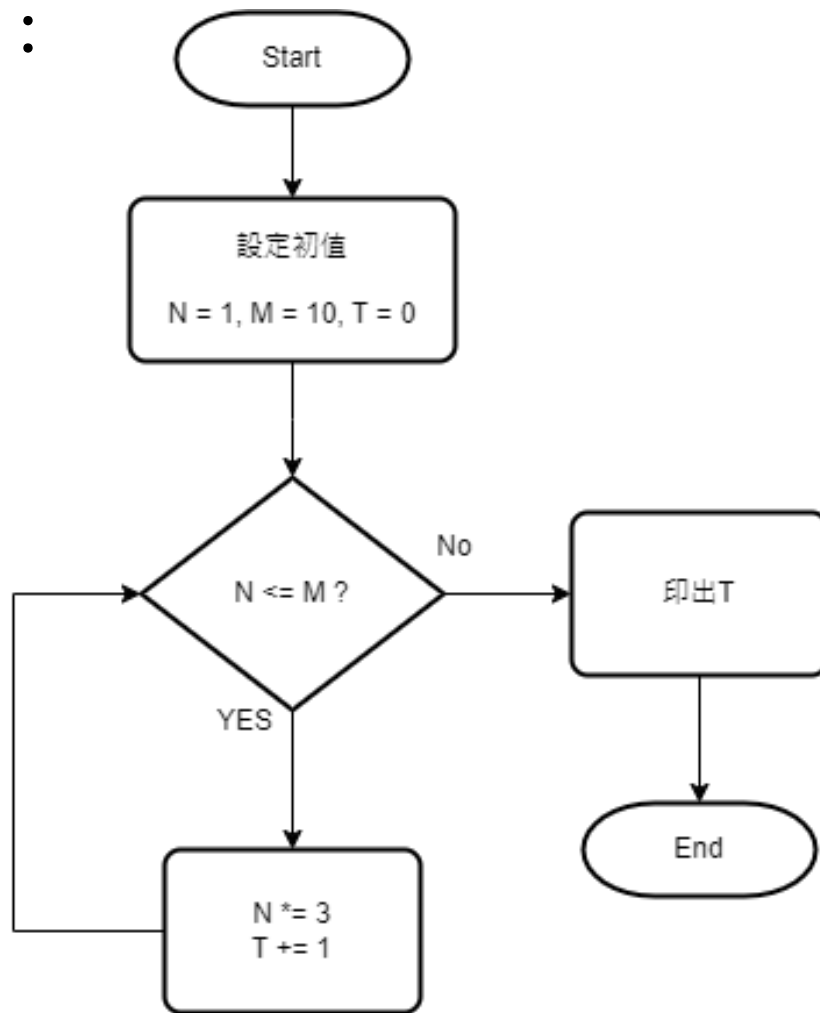 :
Start
設定初值
N = 1, M = 10, T = 0
N <= M ?
No
印出T
YES
End
N *= 3
T += 1